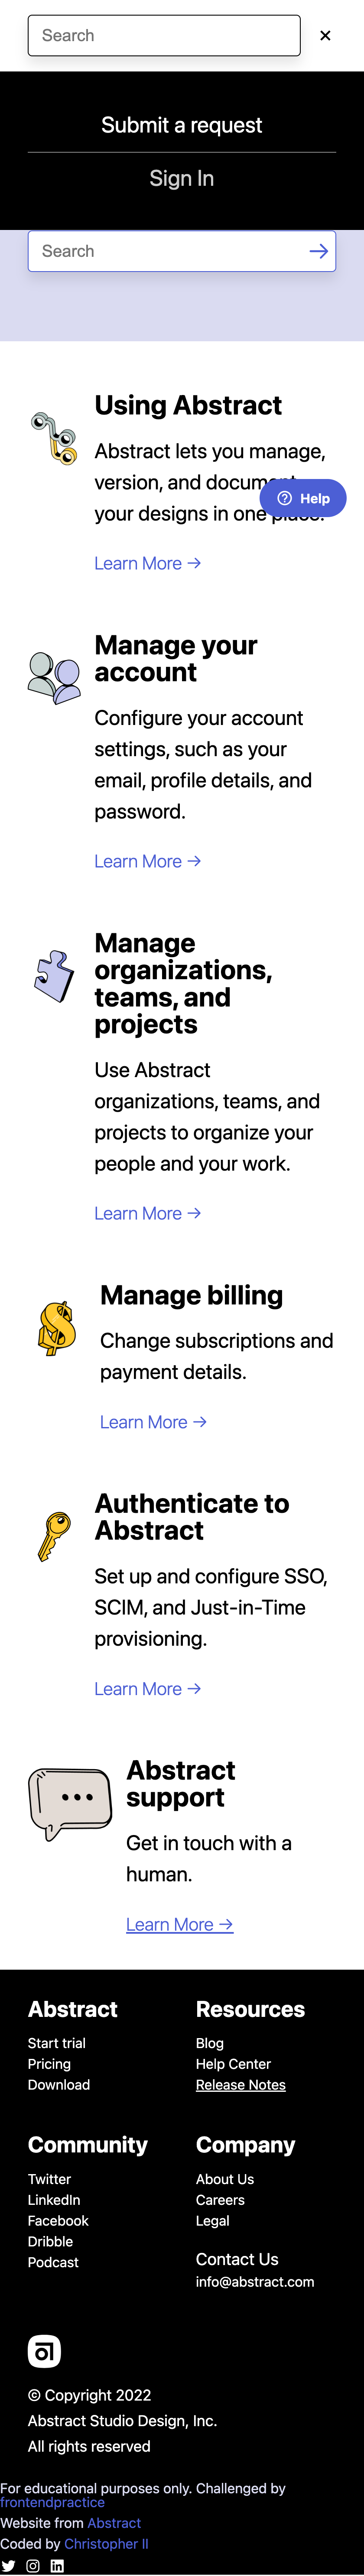 Search
Submit a request
Sign In
Search
Using Abstract
Abstract lets you manage,
version, and document
your designs in one place.
Help
Learn More →
Manage your
account
Configure your account
settings, such as your
email, profile details, and
password.
Learn More →
Manage
organizations,
teams, and
projects
Use Abstract
organizations, teams, and
projects to organize your
people and your work.
Learn More →
Manage billing
Change subscriptions and
payment details.
Learn More →
Authenticate to
Abstract
Set up and configure SSO,
SCIM, and Just-in-Time
provisioning.
Learn More →
Abstract
support
Get in touch with a
human.
Learn More →
Abstract
Start trial
Pricing
Download
Resources
Blog
Help Center
Release Notes
Community
Twitter
LinkedIn
Facebook
Dribble
Podcast
Company
About Us
Careers
Legal
Contact Us
info@abstract.com
© Copyright 2022
Abstract Studio Design, Inc.
All rights reserved
For educational purposes only. Challenged by
frontendpractice
Website from Abstract
Coded by Christopher II